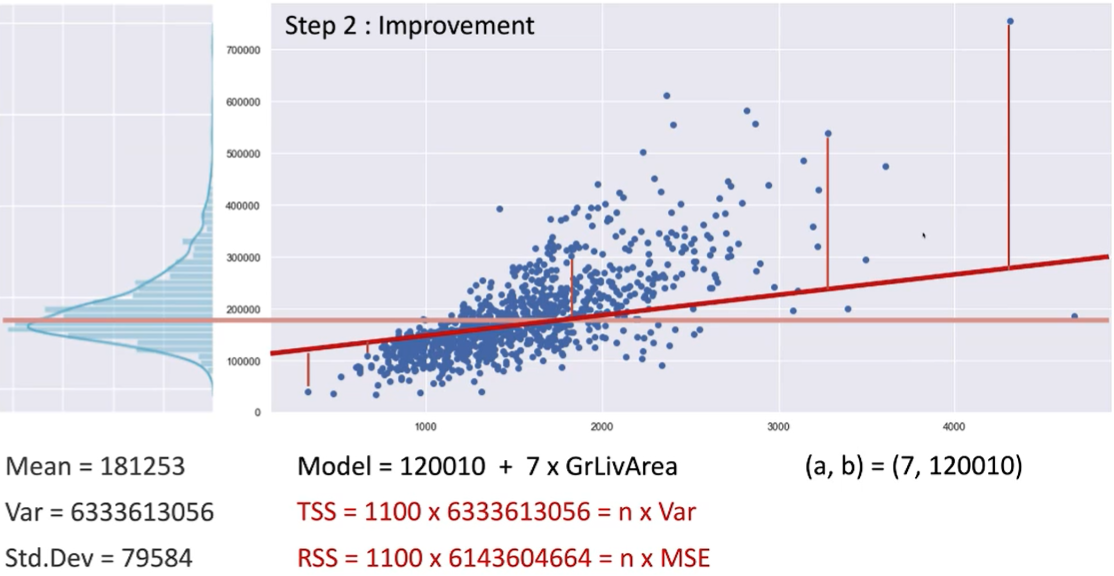 Step 2 : Improvement
700000
600000
500000
400000
300000
200000
100000
0
1000 2000 3000 4000
Mean = 181253
Model = 120010 + 7 x GrLivArea
(a, b) = (7, 120010)
Var = 6333613056
TSS = 1100 x 6333613056 = n x Var
Std.Dev = 79584
RSS = 1100 x 6143604664 = n x MSE